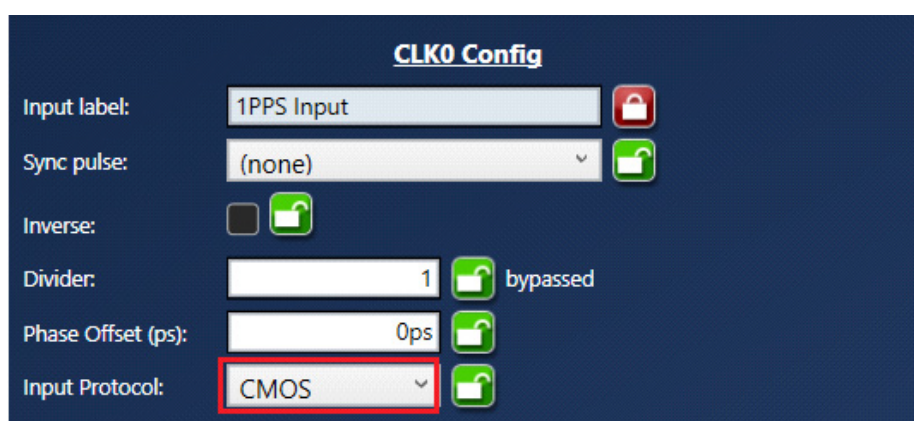 CLK0 Config
Input label: 1PPS Input
Sync pulse: (none)
Inverse:
Divider: 1 bypassed
Phase Offset (ps): 0ps
Input Protocol: CMOS